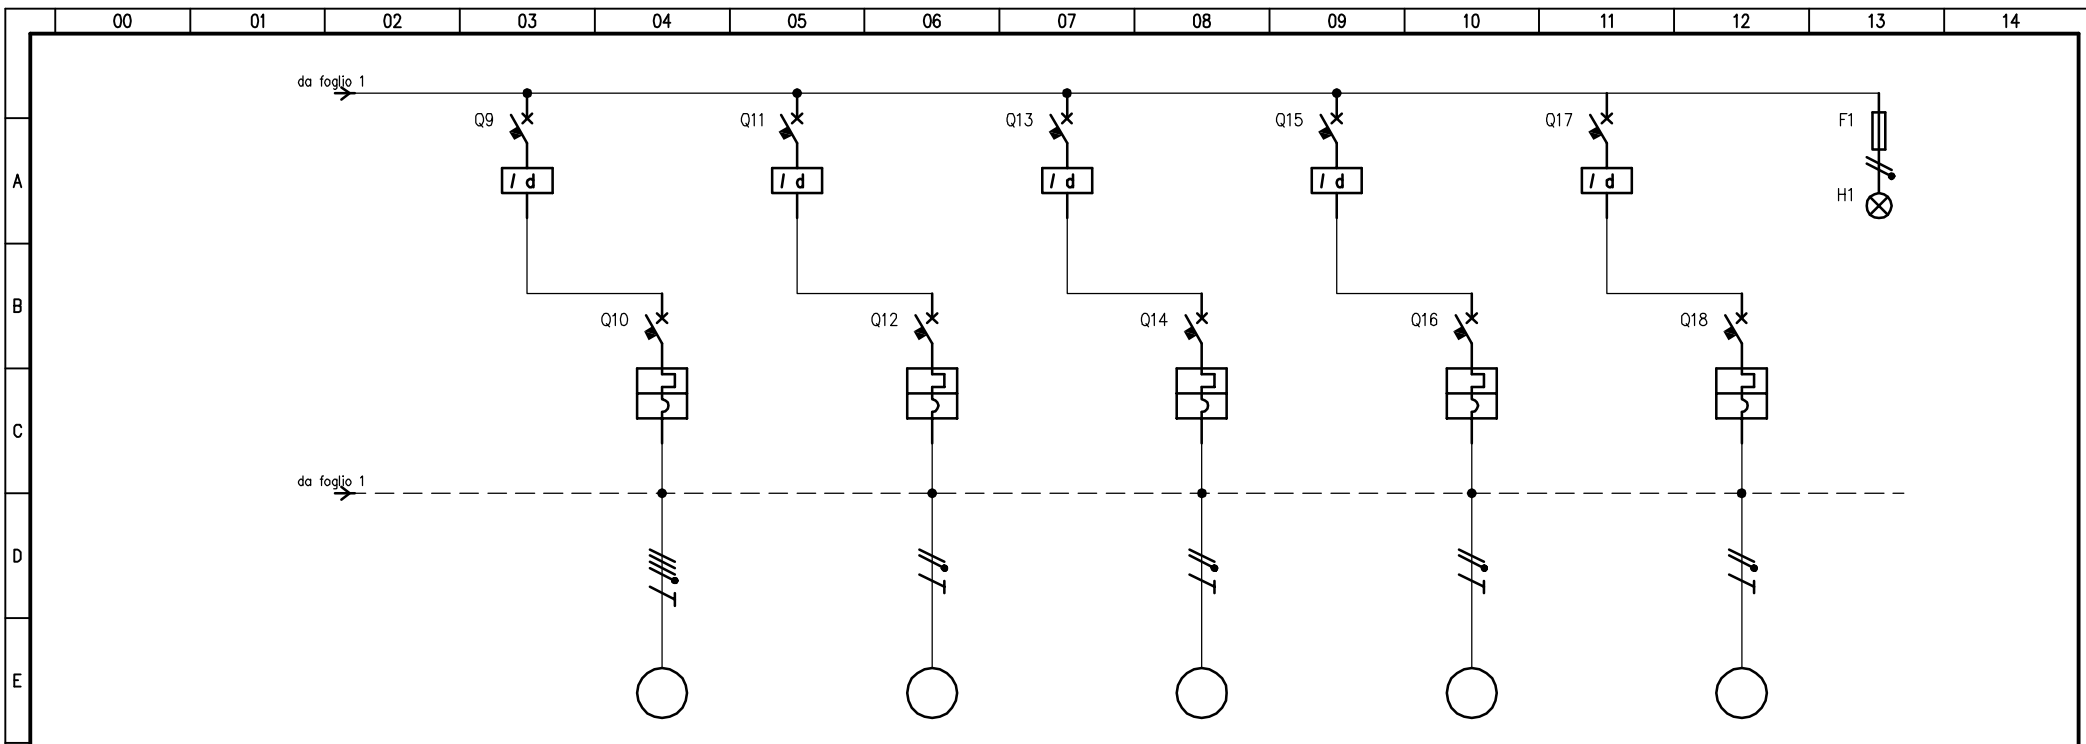 00 01 02 03 04 05 06 07 08 09 10 11 12 13 14
da foglio 1
Q9 Q11 Q13 Q15 Q17 F1
A I d I d I d I d I d
H1
B
Q10 Q12 Q14 Q16 Q18
C
da foglio 1
D
E